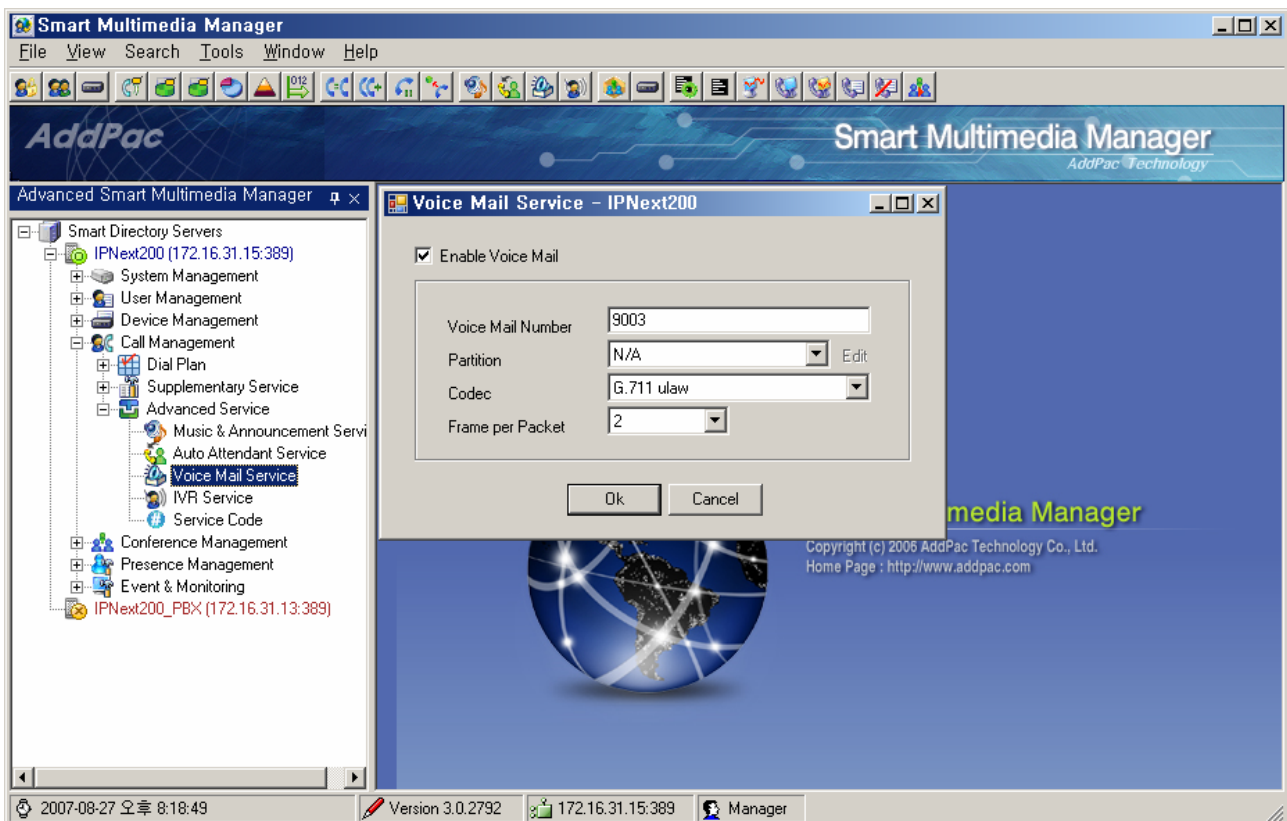 Smart Multimedia Manager
File View Search Tools Window Help
AddPac
Smart Multimedia Manager
AddPac Technology
Advanced Smart Multimedia Manager
Smart Directory Servers
IPNext200 (172.16.31.15:389)
System Management
User Management
Device Management
Call Management
Dial Plan
Supplementary Service
Advanced Service
Music & Announcement Servi
Auto Attendant Service
Voice Mail Service
IVR Service
Service Code
Conference Management
Presence Management
Event & Monitoring
IPNext200_PBX (172.16.31.13:389)
Voice Mail Service - IPNext200
Enable Voice Mail
Voice Mail Number 9003
Partition N/A Edit
Codec G.711 ulaw
Frame per Packet 2
Ok Cancel
media Manager
Copyright (c) 2006 AddPac Technology Co., Ltd.
Home Page : http://www.addpac.com
2007-08-27 오후 8:18:49 Version 3.0.2792 172.16.31.15:389 Manager